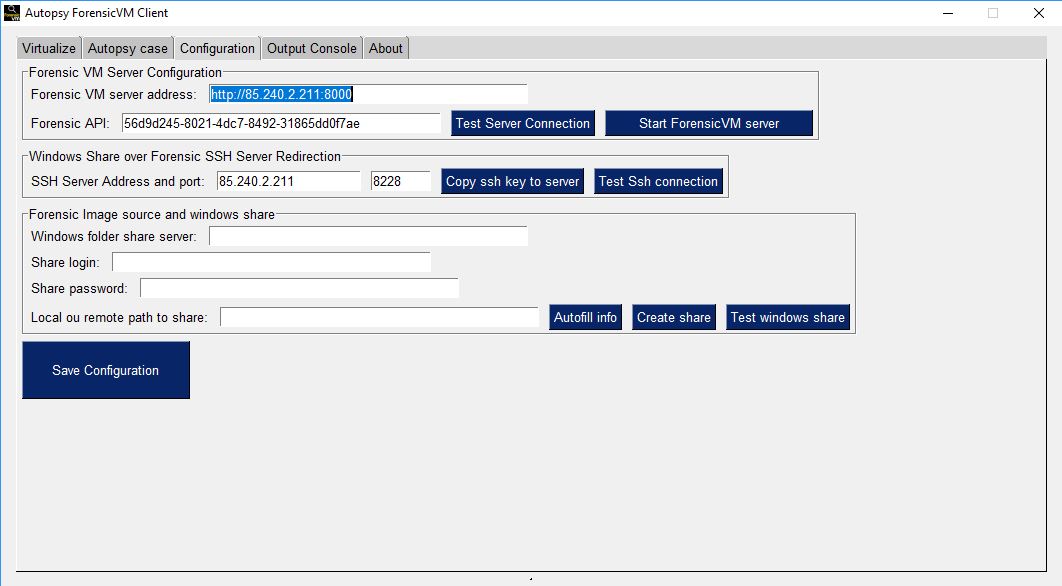 Autopsy ForensicVM Client
Virtualize Autopsy case Configuration Output Console About
Forensic VM Server Configuration
Forensic VM server address: http://85.240.2.211:8000
Forensic API: 56d9d245-8021-4dc7-8492-31865dd0f7ae Test Server Connection Start ForensicVM server
Windows Share over Forensic SSH Server Redirection
SSH Server Address and port: 85.240.2.211 8228 Copy ssh key to server Test Ssh connection
Forensic Image source and windows share
Windows folder share server:
Share login:
Share password:
Local ou remote path to share: Autofill info Create share Test windows share
Save Configuration